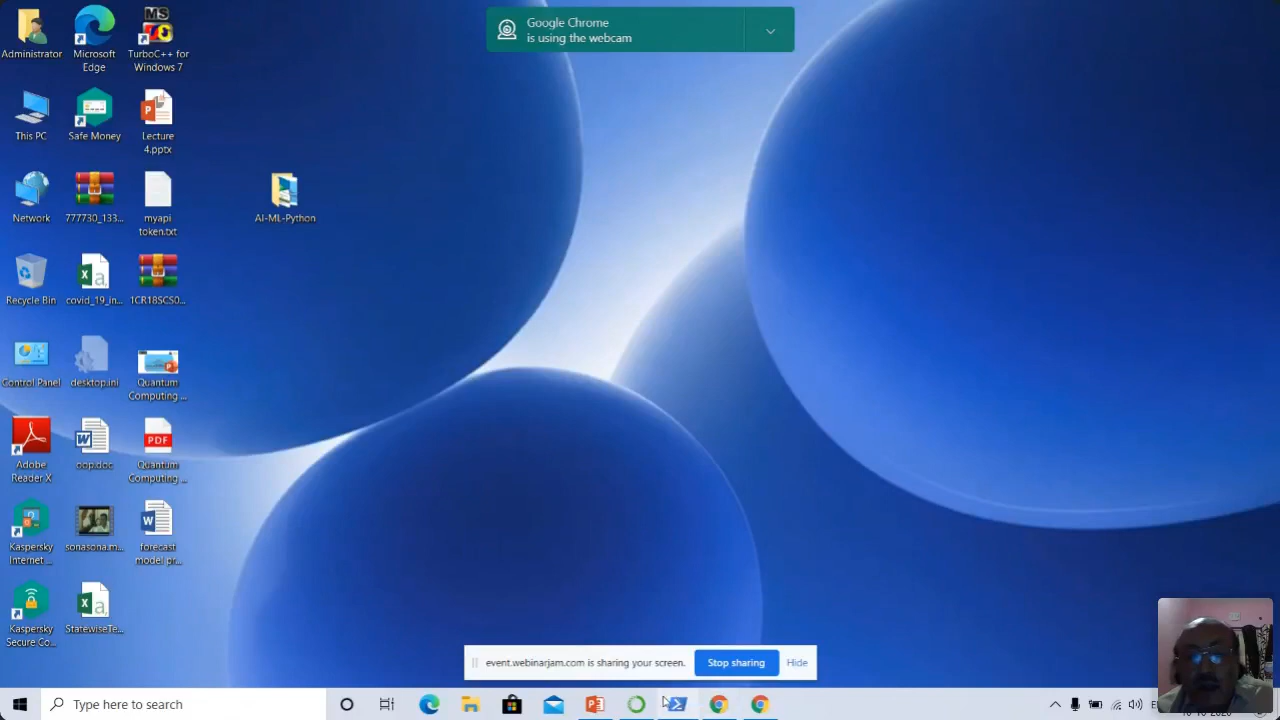 Google Chrome
is using the webcam
Administrator
Microsoft
Edge
MS
TurboC++ for
Windows 7
This PC
Safe Money
Lecture
4.pptx
Network
777730_133...
myapi
token.txt
AI-ML-Python
Recycle Bin
covid_19_in...
1CR18SCS0...
Control Panel
desktop.ini
Quantum
Computing ...
Adobe
Reader X
oop.doc
PDF
Quantum
Computing ...
Kaspersky
Internet ...
sonasona.m...
forecast
model pr...
Kaspersky
Secure Co...
StatewiseTe...
event.webinarjam.com is sharing your screen.
Stop sharing
Hide
Type here to search